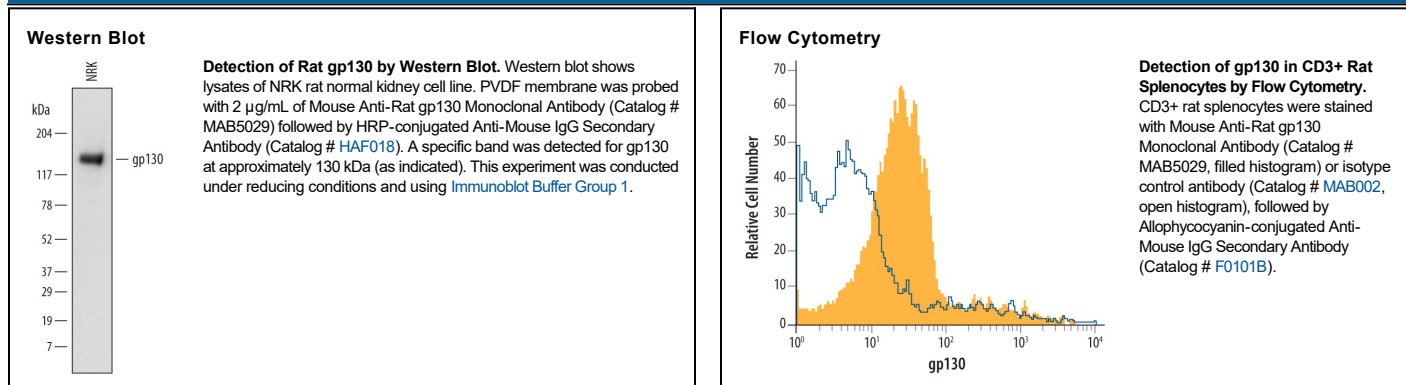 Western Blot
NRK
kDa
204
117
78
52
37
29
19
7
gp130
Detection of Rat gp130 by Western Blot. Western blot shows
lysates of NRK rat normal kidney cell line. PVDF membrane was probed
with 2 µg/mL of Mouse Anti-Rat gp130 Monoclonal Antibody (Catalog #
MAB5029) followed by HRP-conjugated Anti-Mouse IgG Secondary
Antibody (Catalog # HAF018). A specific band was detected for gp130
at approximately 130 kDa (as indicated). This experiment was conducted
under reducing conditions and using Immunoblot Buffer Group 1.
Flow Cytometry
Relative Cell Number
70
60
50
40
30
20
10
0
10⁰ 10¹ 10² 10³ 10⁴
gp130
Detection of gp130 in CD3+ Rat
Splenocytes by Flow Cytometry.
CD3+ rat splenocytes were stained
with Mouse Anti-Rat gp130
Monoclonal Antibody (Catalog #
MAB5029, filled histogram) or isotype
control antibody (Catalog # MAB002,
open histogram), followed by
Allophycocyanin-conjugated Anti-
Mouse IgG Secondary Antibody
(Catalog # F0101B).